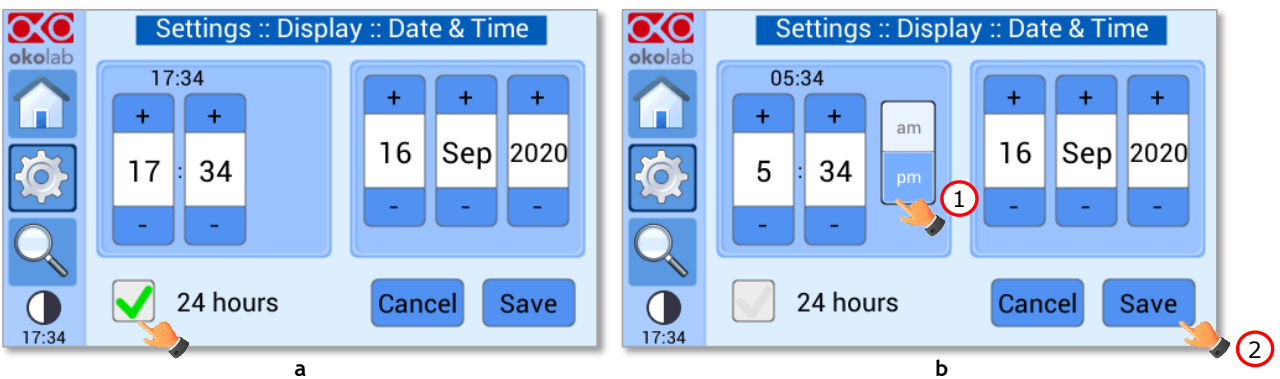 okolab
Settings :: Display :: Date & Time
17:34
+ +
17 : 34
- -
+ + +
16 Sep 2020
- - -
24 hours
Cancel Save
17:34
a
okolab
Settings :: Display :: Date & Time
05:34
+ +
5 : 34
- -
am
pm
1
+ + +
16 Sep 2020
- - -
24 hours
Cancel Save
17:34
2
b